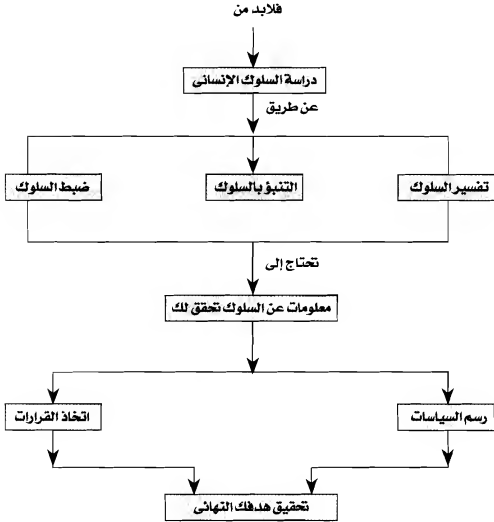 فلابد من
دراسة السلوك الإنسانى
عن طريق
تفسير السلوك
التنبؤ بالسلوك
ضبط السلوك
تحتاج إلى
معلومات عن السلوك تحقق لك
رسم السياسات
اتخاذ القرارات
تحقيق هدفك النهائى